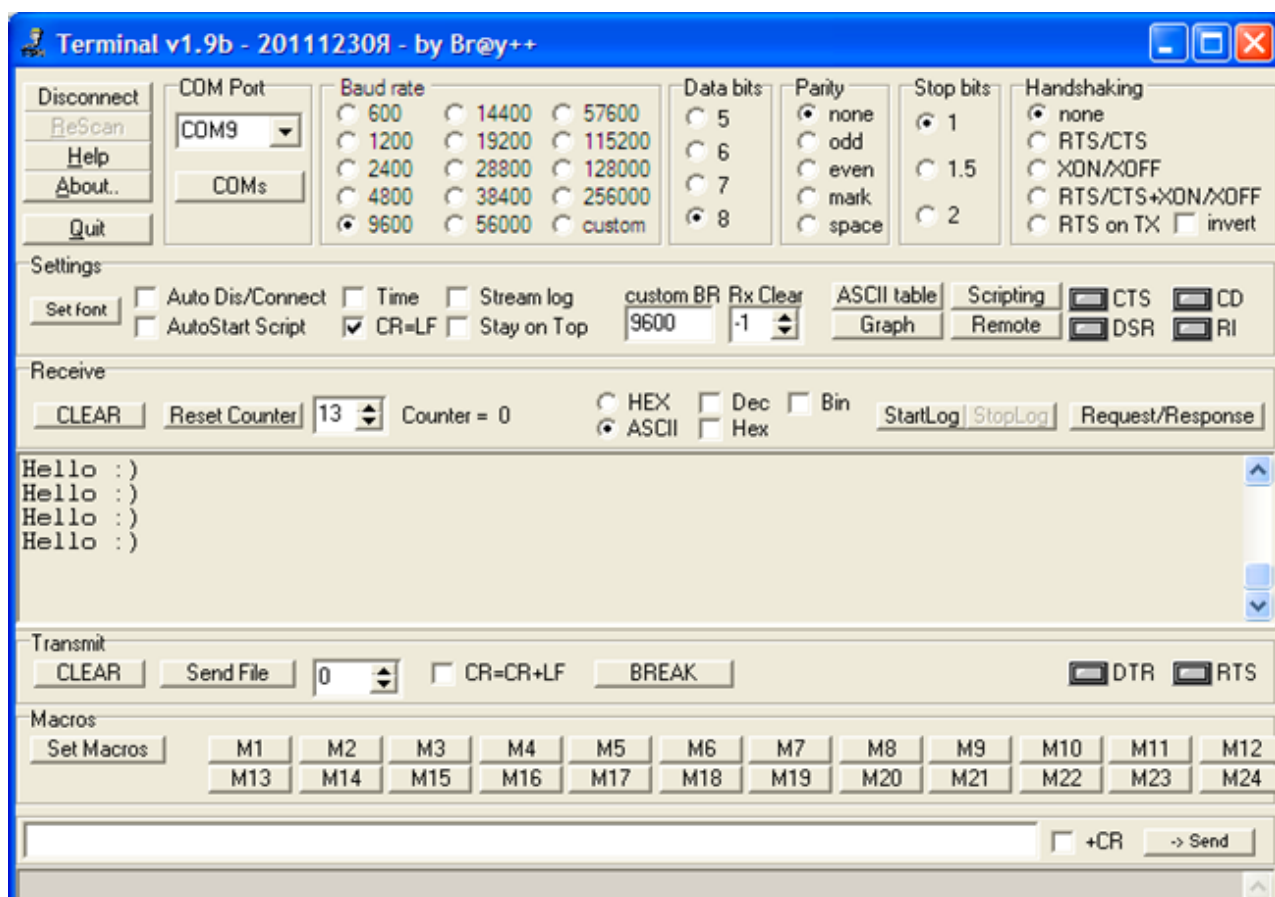 Terminal v1.9b - 20111230Я - by Br@y++
Disconnect
ReScan
Help
About..
Quit
COM Port
COM9
COMs
Baud rate
600 14400 57600
1200 19200 115200
2400 28800 128000
4800 38400 256000
9600 56000 custom
Data bits
5
6
7
8
Parity
none
odd
even
mark
space
Stop bits
1
1.5
2
Handshaking
none
RTS/CTS
XON/XOFF
RTS/CTS+XON/XOFF
RTS on TX invert
Settings
Set font
Auto Dis/Connect Time Stream log
AutoStart Script CR=LF Stay on Top
custom BR Rx Clear
9600 -1
ASCII table Scripting CTS CD
Graph Remote DSR RI
Receive
CLEAR Reset Counter 13 Counter = 0
HEX Dec Bin
ASCII Hex
StartLog StopLog Request/Response
Hello :)
Hello :)
Hello :)
Hello :)
Transmit
CLEAR Send File 0 CR=CR+LF BREAK DTR RTS
Macros
Set Macros M1 M2 M3 M4 M5 M6 M7 M8 M9 M10 M11 M12
M13 M14 M15 M16 M17 M18 M19 M20 M21 M22 M23 M24
+CR -> Send